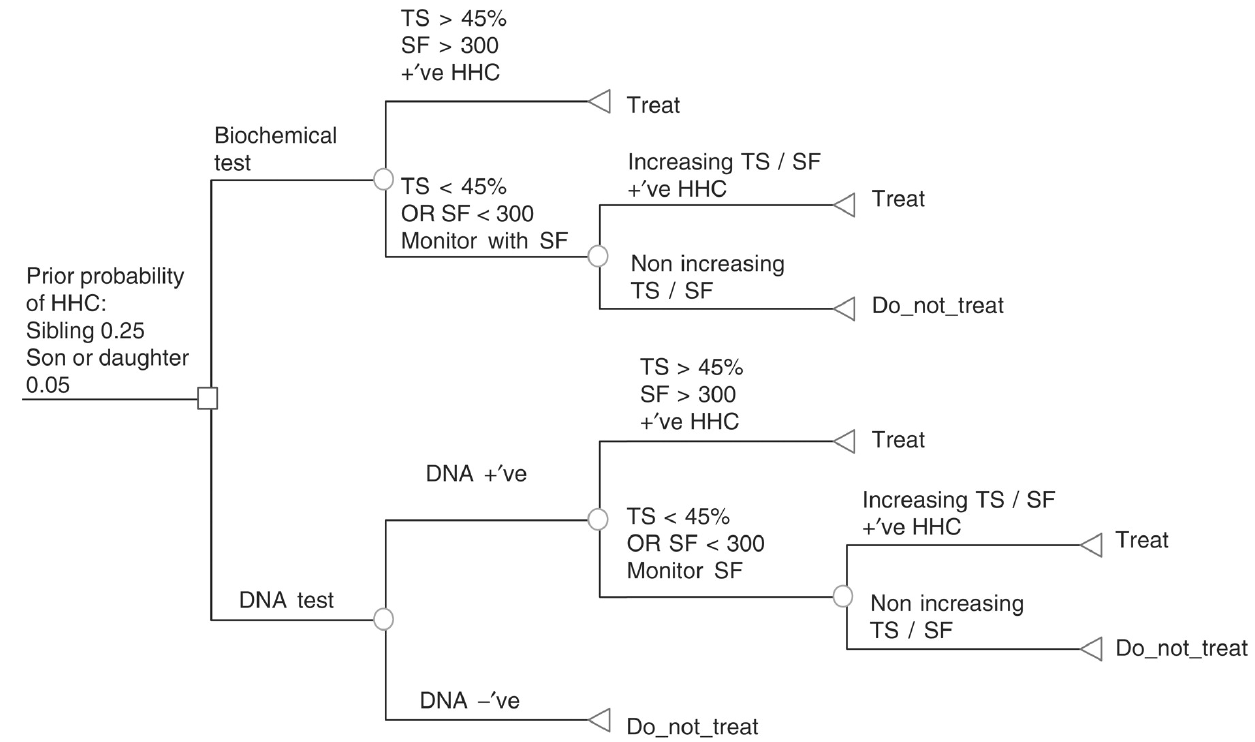 TS > 45%
SF > 300
+′ve HHC
Treat
Biochemical
test
TS < 45%
OR SF < 300
Monitor with SF
Increasing TS / SF
+′ve HHC
Treat
Non increasing
TS / SF
Do_not_treat
Prior probability
of HHC:
Sibling 0.25
Son or daughter
0.05
TS > 45%
SF > 300
+′ve HHC
Treat
DNA +′ve
TS < 45%
OR SF < 300
Monitor SF
Increasing TS / SF
+′ve HHC
Treat
Non increasing
TS / SF
Do_not_treat
DNA test
DNA –′ve
Do_not_treat